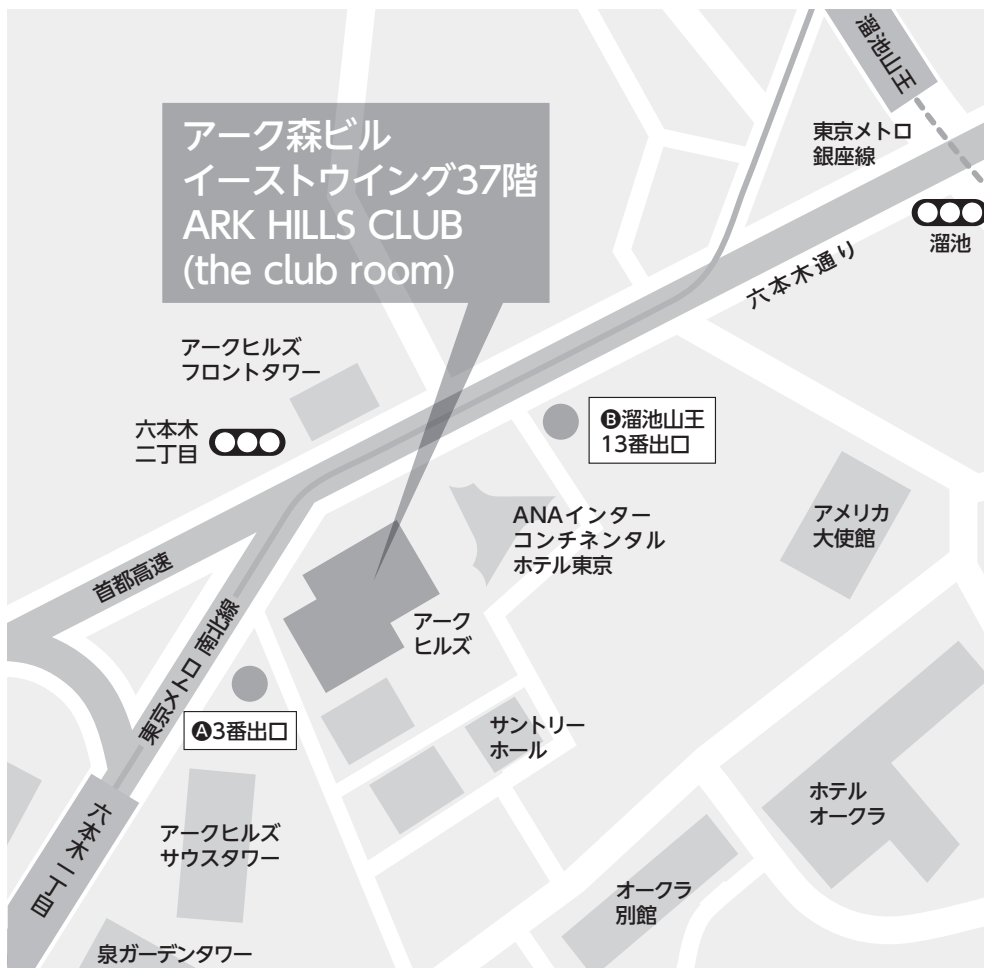 溜池山王
東京メトロ
銀座線
アーク森ビル
イーストウイング37階
ARK HILLS CLUB
(the club room)
溜池
六本木通り
アークヒルズ
フロントタワー
六本木
二丁目
Ⓑ溜池山王
13番出口
ANAインター
コンチネンタル
ホテル東京
アメリカ
大使館
首都高速
東京メトロ 南北線
アーク
ヒルズ
Ⓐ3番出口
サントリー
ホール
ホテル
オークラ
六本木一丁目
アークヒルズ
サウスタワー
オークラ
別館
泉ガーデンタワー